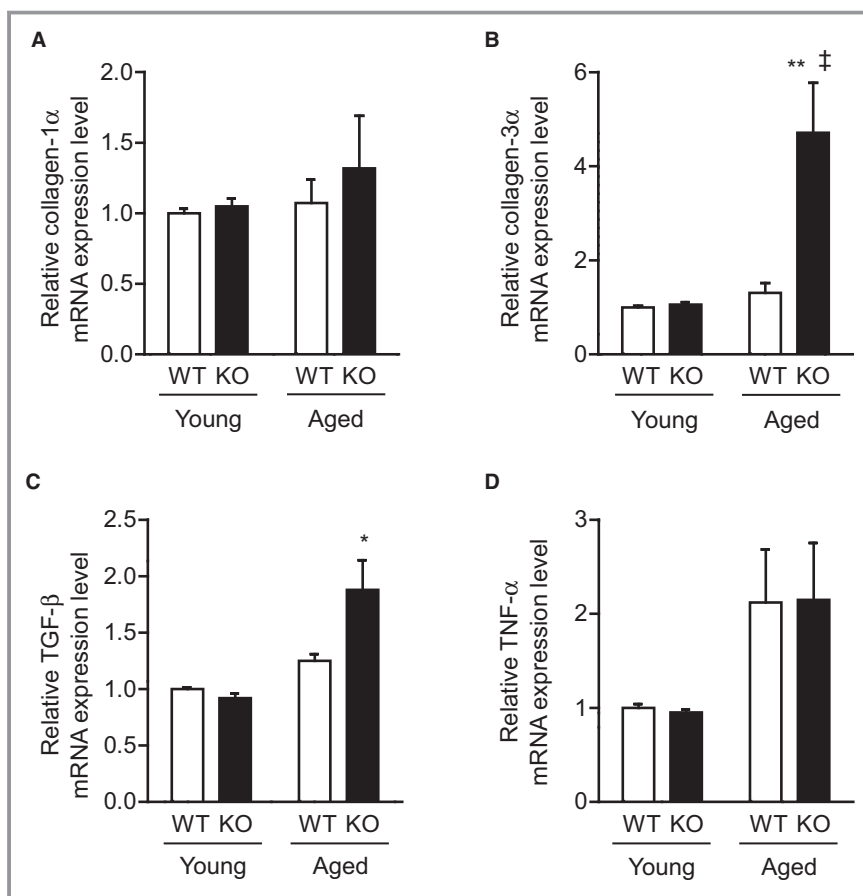 A
Relative collagen-1α
mRNA expression level
2.0
1.5
1.0
0.5
0.0
WT KO WT KO
Young Aged
B
Relative collagen-3α
mRNA expression level
** ‡
6
4
2
0
WT KO WT KO
Young Aged
C
Relative TGF-β
mRNA expression level
2.5
2.0
1.5
1.0
0.5
0.0
*
WT KO WT KO
Young Aged
D
Relative TNF-α
mRNA expression level
3
2
1
0
WT KO WT KO
Young Aged